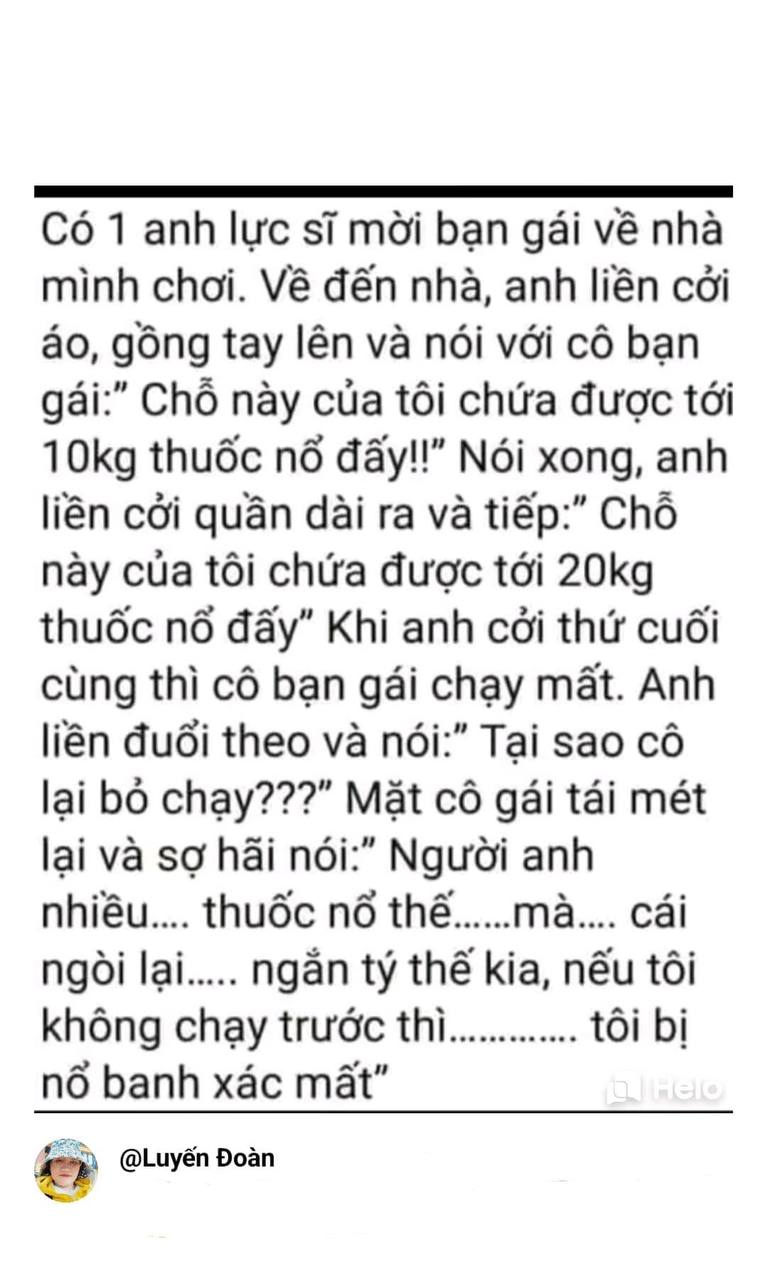 Có 1 anh lực sĩ mời bạn gái về nhà
mình chơi. Về đến nhà, anh liền cởi
áo, gồng tay lên và nói với cô bạn
gái:” Chỗ này của tôi chứa được tới
10kg thuốc nổ đấy!!” Nói xong, anh
liền cởi quần dài ra và tiếp:” Chỗ
này của tôi chứa được tới 20kg
thuốc nổ đấy” Khi anh cởi thứ cuối
cùng thì cô bạn gái chạy mất. Anh
liền đuổi theo và nói:” Tại sao cô
lại bỏ chạy???” Mặt cô gái tái mét
lại và sợ hãi nói:” Người anh
nhiều.... thuốc nổ thế......mà.... cái
ngòi lại..... ngắn tý thế kia, nếu tôi
không chạy trước thì............. tôi bị
nổ banh xác mất”
Helo
@Luyến Đoàn